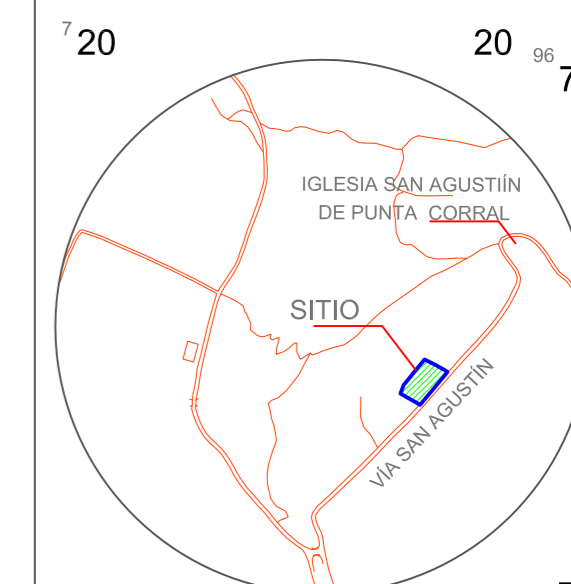 7 20
20
96 7
IGLESIA SAN AGUSTIÍN
DE PUNTA CORRAL
SITIO
VÍA SAN AGUSTÍN